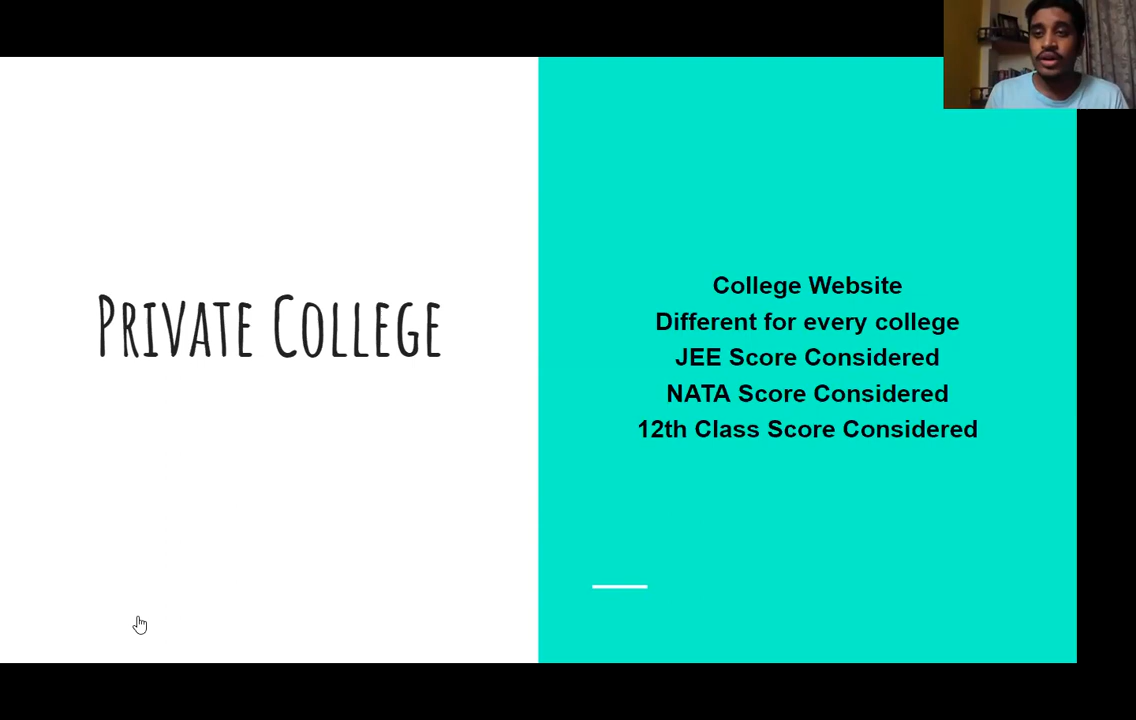 Private College
College Website
Different for every college
JEE Score Considered
NATA Score Considered
12th Class Score Considered